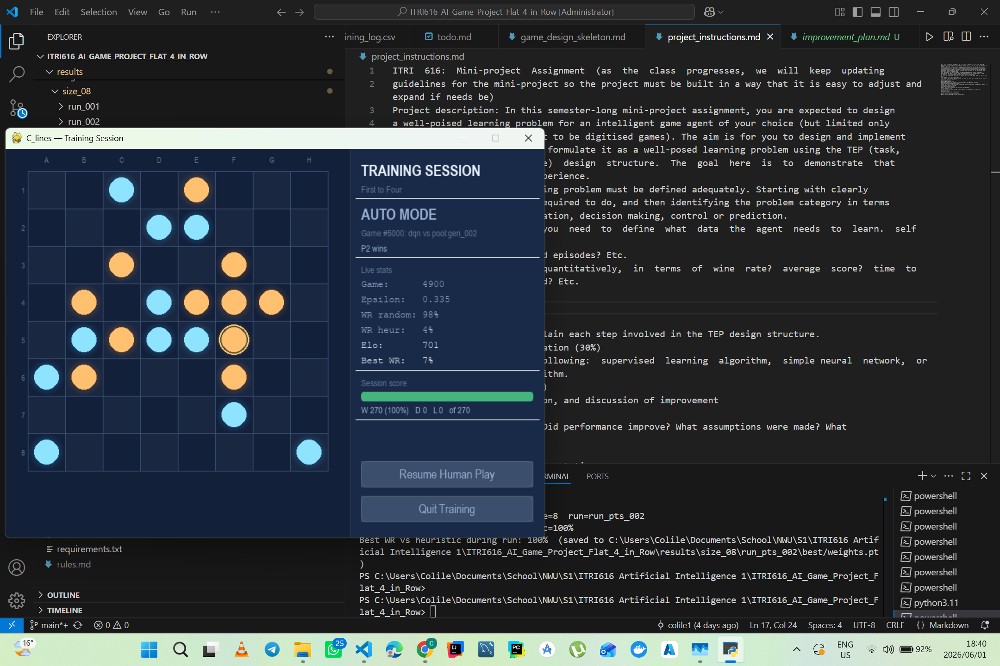 File Edit Selection View Go Run ···
ITRI616_AI_Game_Project_Flat_4_in_Row [Administrator]
EXPLORER
ITRI616_AI_GAME_PROJECT_FLAT_4_IN_ROW
results
size_08
run_001
run_002
ining_log.csv
todo.md
game_design_skeleton.md
project_instructions.md
improvement_plan.md U
project_instructions.md
1 ITRI 616: Mini-project Assignment (as the class progresses, we will keep updating
2 guidelines for the mini-project so the project must be built in a way that it is easy to adjust and
expand if needs be)
3 Project description: In this semester-long mini-project assignment, you are expected to design
4 a well-poised learning problem for an intelligent game agent of your choice (but limited only
t to be digitised games). The aim is for you to design and implement
formulate it as a well-posed learning problem using the TEP (task,
e) design structure. The goal here is to demonstrate that
perience.
ing problem must be defined adequately. Starting with clearly
equired to do, and then identifying the problem category in terms
ation, decision making, control or prediction.
you need to define what data the agent needs to learn. self
d episodes? Etc.
quantitatively, in terms of wine rate? average score? time to
d? Etc.
lain each step involved in the TEP design structure.
ation (30%)
ollowing: supervised learning algorithm, simple neural network, or
ithm.
)
on, and discussion of improvement
Did performance improve? What assumptions were made? What
C_lines — Training Session
A B C D E F G H
1
2
3
4
5
6
7
8
TRAINING SESSION
First to Four
AUTO MODE
Game #5000: dqn vs pool:gen_002
P2 wins
Live stats
Game: 4900
Epsilon: 0.335
WR random: 98%
WR heur: 4%
Elo: 701
Best WR: 7%
Session score
W 270 (100%) D 0 L 0 of 270
Resume Human Play
Quit Training
requirements.txt
rules.md
OUTLINE
TIMELINE
RMINAL PORTS
e=8 run=run_pts_002
c=100%
Best WR vs heuristic during run: 100% (saved to C:\Users\Colile\Documents\School\NWU\S1\ITRI616 Artif
icial Intelligence 1\ITRI616_AI_Game_Project_Flat_4_in_Row\results\size_08\run_pts_002\best/weights.pt
)
PS C:\Users\Colile\Documents\School\NWU\S1\ITRI616 Artificial Intelligence 1\ITRI616_AI_Game_Project_F
lat_4_in_Row>
PS C:\Users\Colile\Documents\School\NWU\S1\ITRI616 Artificial Intelligence 1\ITRI616_AI_Game_Project_F
lat_4_in_Row>
powershell
powershell
powershell
powershell
powershell
powershell
powershell
python3.11
main*+
0 0
colile1 (4 days ago)
Ln 17, Col 24
Spaces: 4
UTF-8
CRLF
{} Markdown
16°
25
C
PC
ENG
US
92%
18:40
2026/06/01